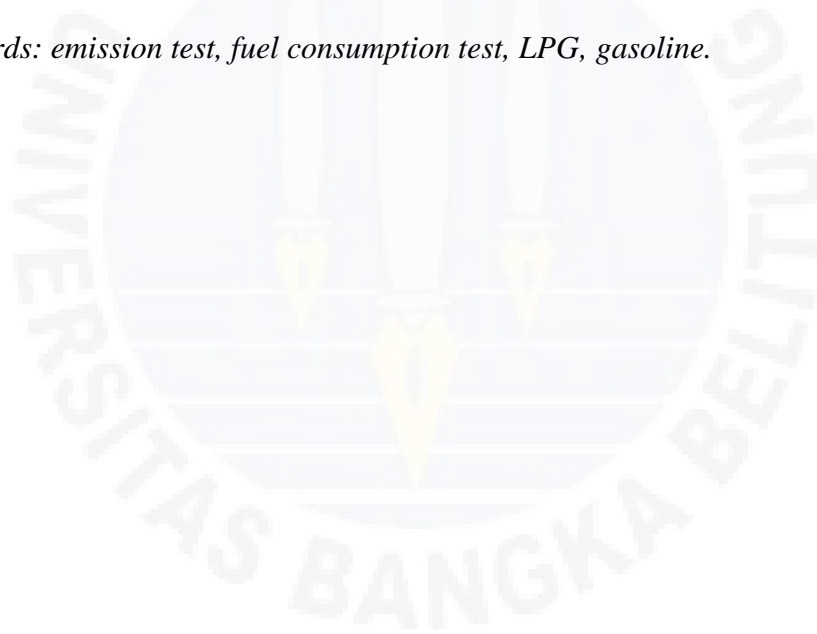 rds: emission test, fuel consumption test, LPG, gasoline.
UNIVERSITAS BANGKA BELITUNG